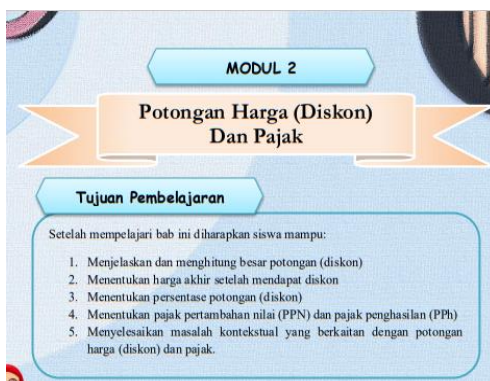 MODUL 2
Potongan Harga (Diskon)
Dan Pajak
Tujuan Pembelajaran
Setelah mempelajari bab ini diharapkan siswa mampu:
1. Menjelaskan dan menghitung besar potongan (diskon)
2. Menentukan harga akhir setelah mendapat diskon
3. Menentukan persentase potongan (diskon)
4. Menentukan pajak pertambahan nilai (PPN) dan pajak penghasilan (PPh)
5. Menyelesaikan masalah kontekstual yang berkaitan dengan potongan
harga (diskon) dan pajak.